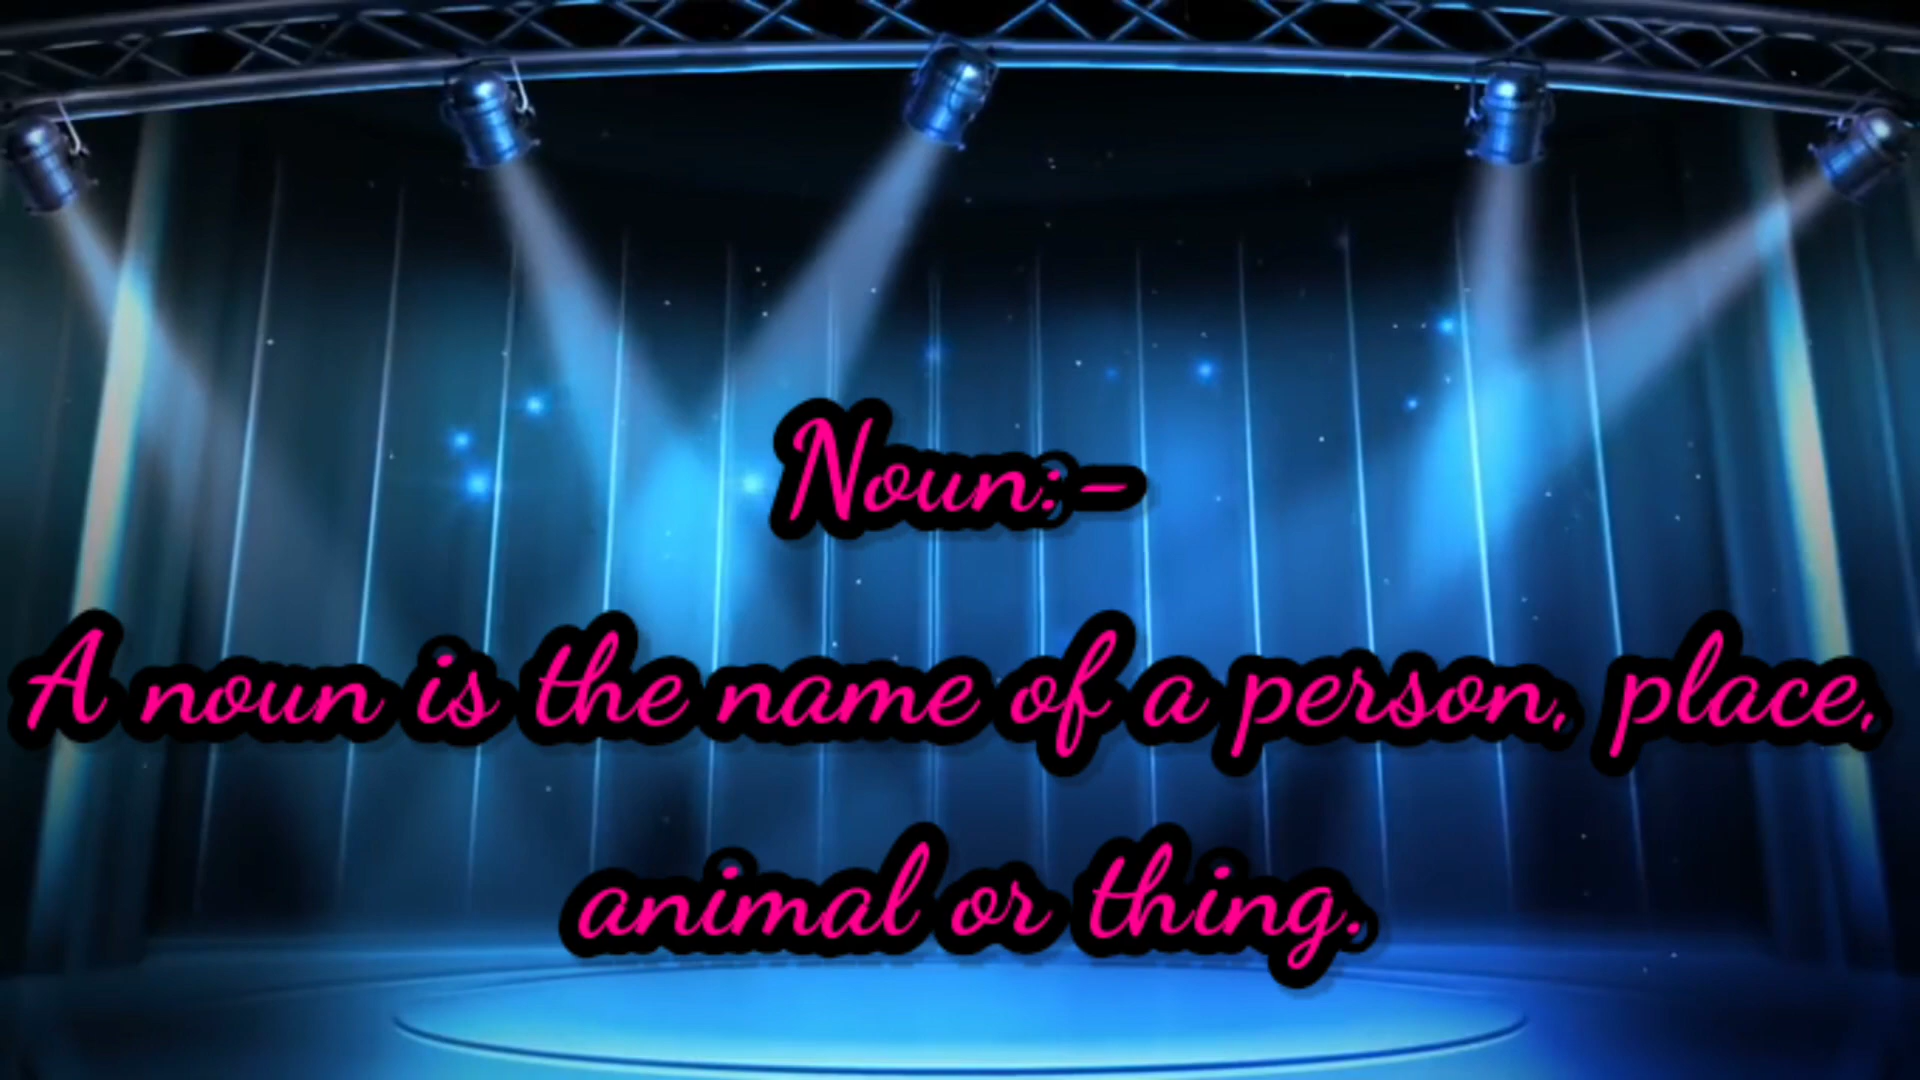 Noun:-
A noun is the name of a person, place,
animal or thing.